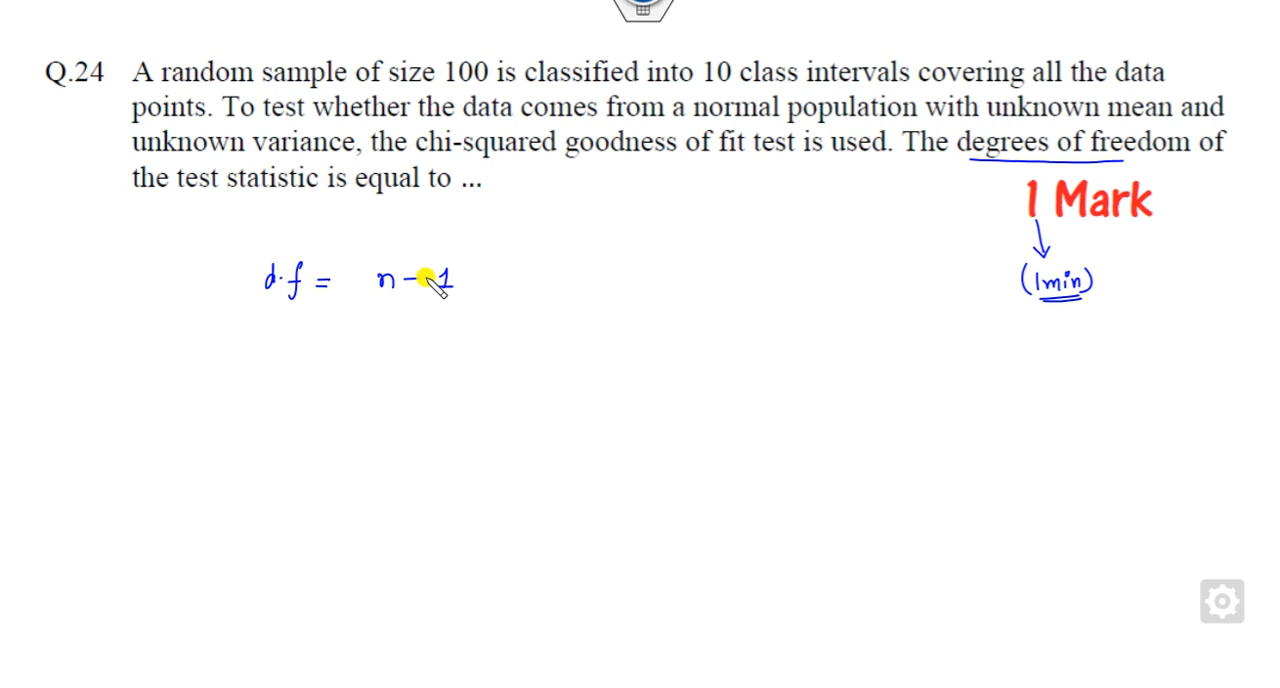 Q.24 A random sample of size 100 is classified into 10 class intervals covering all the data
points. To test whether the data comes from a normal population with unknown mean and
unknown variance, the chi-squared goodness of fit test is used. The degrees of freedom of
the test statistic is equal to ...
1 Mark
(1min)
d.f = n-1